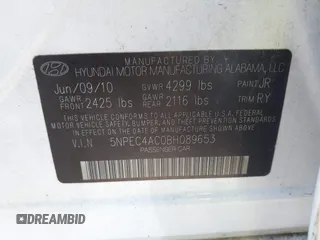 MANUFACTURED BY
HYUNDAI MOTOR MANUFACTURING ALABAMA, LLC
Jun/09/10 GVWR 4299 lbs PAINT JR
GAWR FRONT 2425 lbs GAWR REAR 2116 lbs TRIM RY
THIS VEHICLE CONFORMS TO ALL APPLICABLE U.S.A. FEDERAL
MOTOR VEHICLE SAFETY, BUMPER, AND THEFT PREVENTION
STANDARDS IN EFFECT ON THE DATE OF MANUFACTURE
SHOWN ABOVE.
V.I.N 5NPEC4AC0BH089653
PASSENGER CAR
DREAMBID.COM